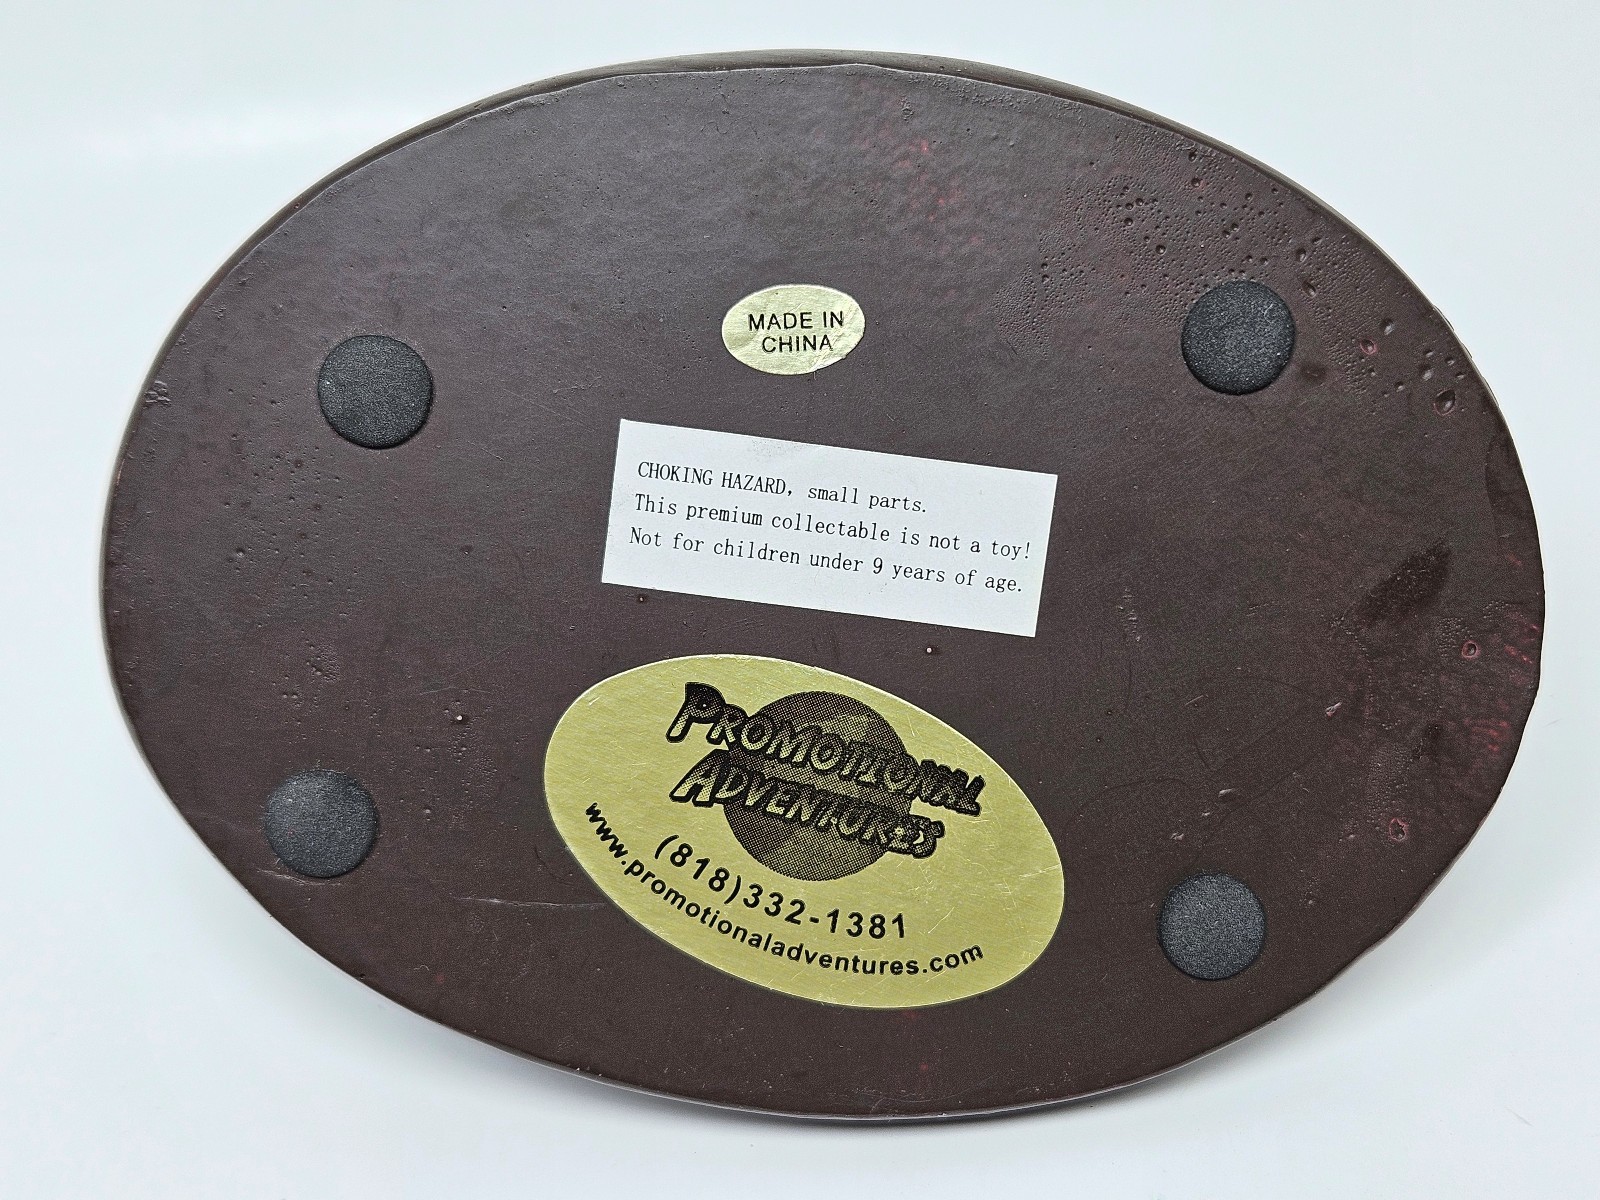 MADE IN
CHINA
CHOKING HAZARD, small parts.
This premium collectable is not a toy!
Not for children under 9 years of age.
PROMOTIONAL
ADVENTURES
(818)332-1381
www.promotionaladventures.com